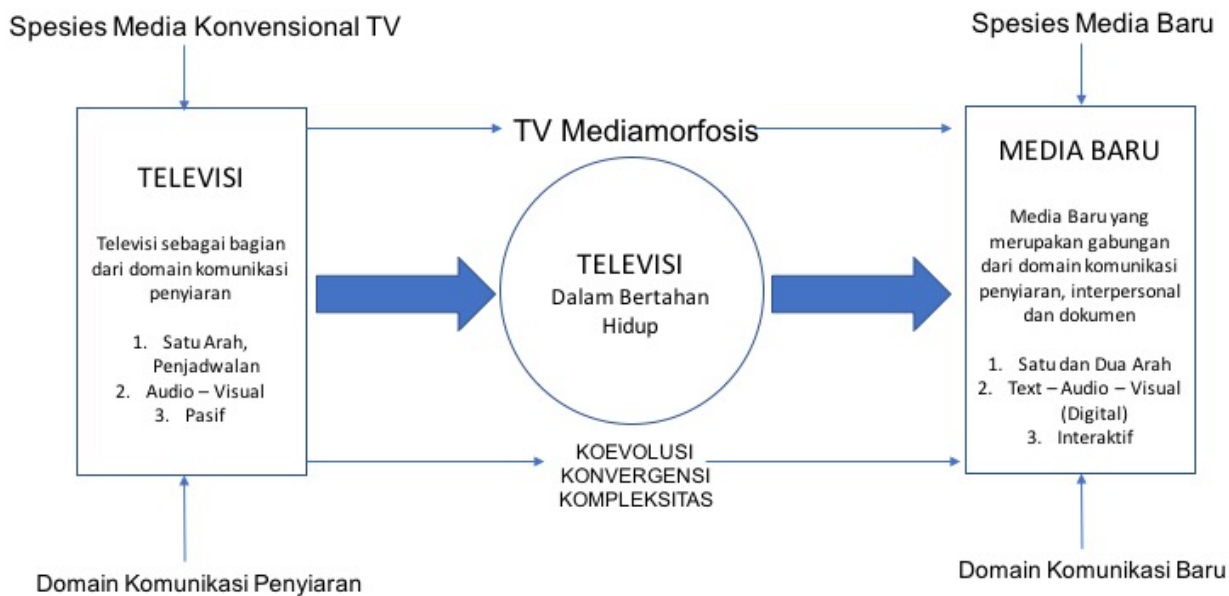 Spesies Media Konvensional TV
Spesies Media Baru
TV Mediamorfosis
TELEVISI
Televisi sebagai bagian
dari domain komunikasi
penyiaran
1. Satu Arah,
Penjadwalan
2. Audio – Visual
3. Pasif
TELEVISI
Dalam Bertahan
Hidup
MEDIA BARU
Media Baru yang
merupakan gabungan
dari domain komunikasi
penyiaran, interpersonal
dan dokumen
1. Satu dan Dua Arah
2. Text – Audio – Visual
(Digital)
3. Interaktif
KOEVOLUSI
KONVERGENSI
KOMPLEKSITAS
Domain Komunikasi Penyiaran
Domain Komunikasi Baru